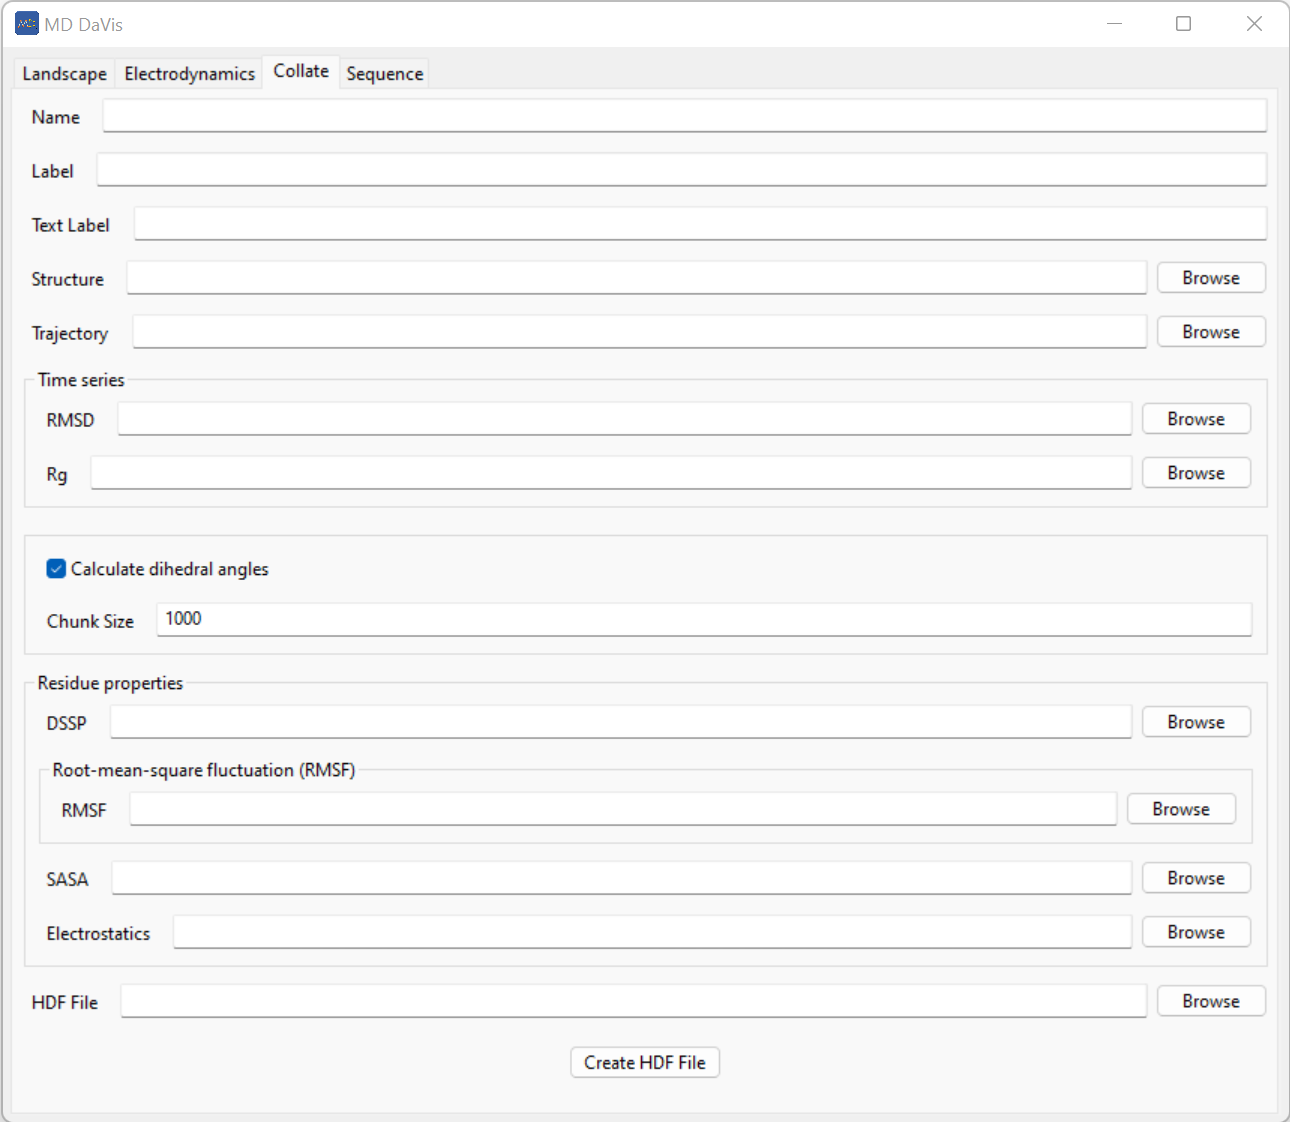 MD DaVis
Landscape Electrodynamics Collate Sequence
Name
Label
Text Label
Structure Browse
Trajectory Browse
Time series
RMSD Browse
Rg Browse
Calculate dihedral angles
Chunk Size 1000
Residue properties
DSSP Browse
Root-mean-square fluctuation (RMSF)
RMSF Browse
SASA Browse
Electrostatics Browse
HDF File Browse
Create HDF File